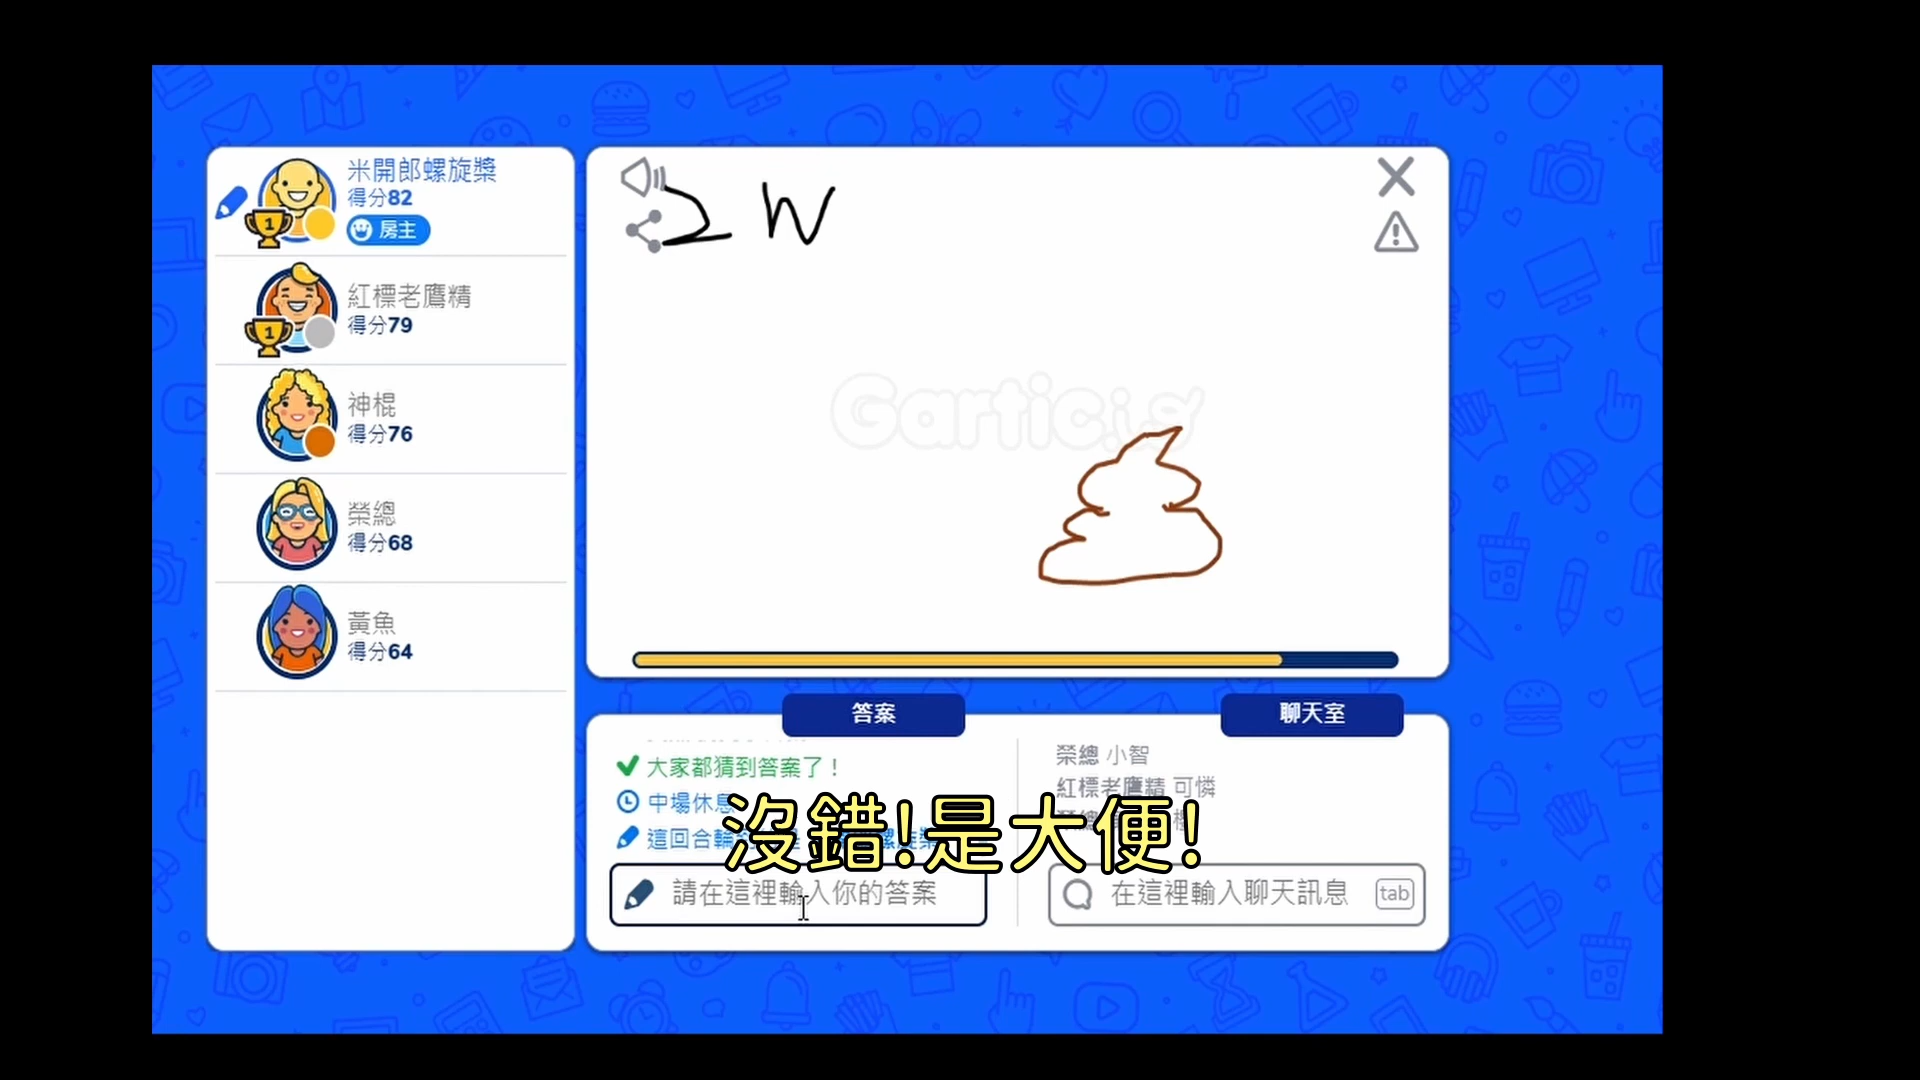 米開郎螺旋槳
得分82
1
房主
紅標老鷹精
得分79
1
神棍
得分76
榮總
得分68
黃魚
得分64
2 W
Gartic.io
答案
聊天室
大家都猜到答案了！
中場休息
這回合輪
榮總 小智
紅標老鷹精 可憐
沒錯!是大便!
請在這裡輸入你的答案
在這裡輸入聊天訊息
tab